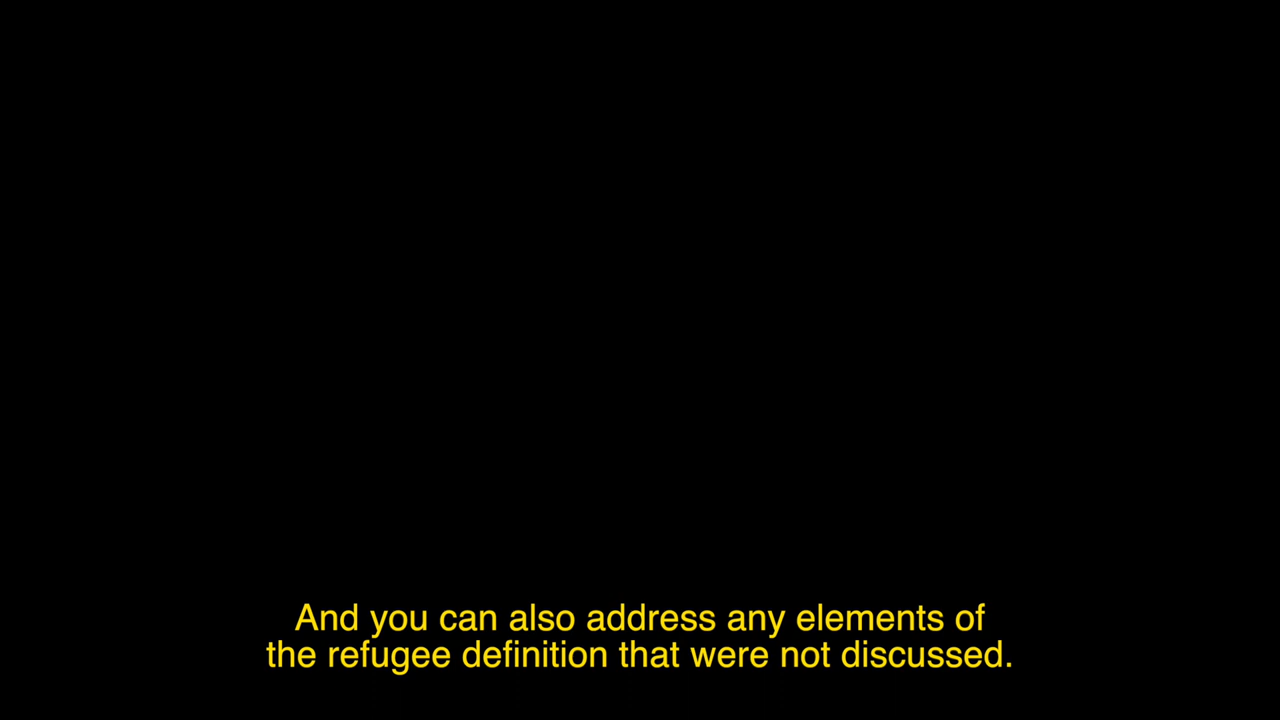 And you can also address any elements of
the refugee definition that were not discussed.